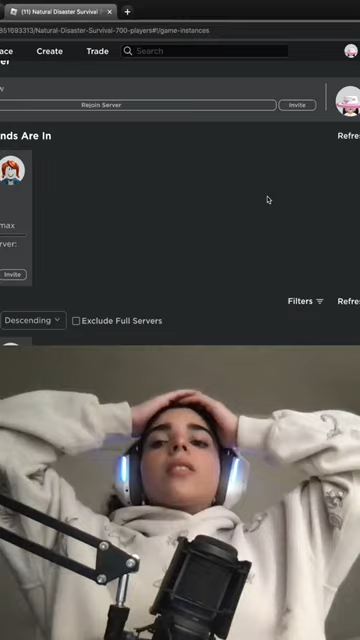 (11) Natural Disaster Survival
851693313/Natural-Disaster-Survival-700-players#!/game-instances
ace Create Trade Search
er
Rejoin Server Invite
nds Are In Refre
max
rver:
Invite
Filters Refre
Descending Exclude Full Servers